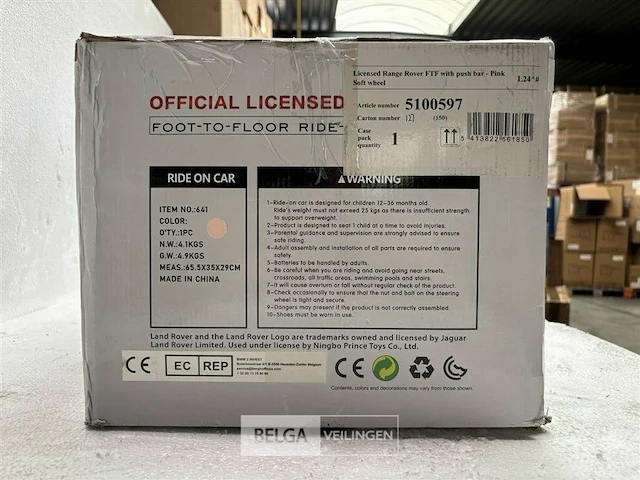 Licensed Range Rover FTF with push bar - Pink
Soft wheel
1.24^#
Article number 5100597
Carton number (150)
Case
pack
quantity 1
5 413822 561850
OFFICIAL LICENSED
FOOT-TO-FLOOR RIDE-
RIDE ON CAR
ITEM NO.:641
COLOR:
Q'TY.:1PC
N.W.:4.1KGS
G.W.:4.9KGS
MEAS.:65.5X35X29CM
MADE IN CHINA
WARNING
1-Ride-on car is designed for children 12-36 months old.
Ride's weight must not exceed 25 kgs as there is insufficient strength
to support overweight.
2-Product is designed to seat 1 child at a time to avoid injuries.
3-Parental guidance and supervision are strongly advised to ensure
safe riding.
4-Adult assembly and installation of all parts are required to ensure
safety.
5-Batteries to be handled by adults.
6-Be careful when you are riding and avoid going near streets,
crossroads, all traffic areas, swimming pools and stairs.
7-It will cause overturn or fall without regular check of the product.
8-Check occasionally to ensure that the nut and bolt on the steering
wheel is tight and secure.
9-Dangers may present if the product is not correctly assembled.
10-Shoes must be worn in use.
Land Rover and the Land Rover Logo are trademarks owned and licensed by Jaguar
Land Rover Limited. Used under license by Ningbo Prince Toys Co., Ltd.
CE EC REP
CE
Contents, colors and styles may vary from those shown.
BELGA VEILINGEN